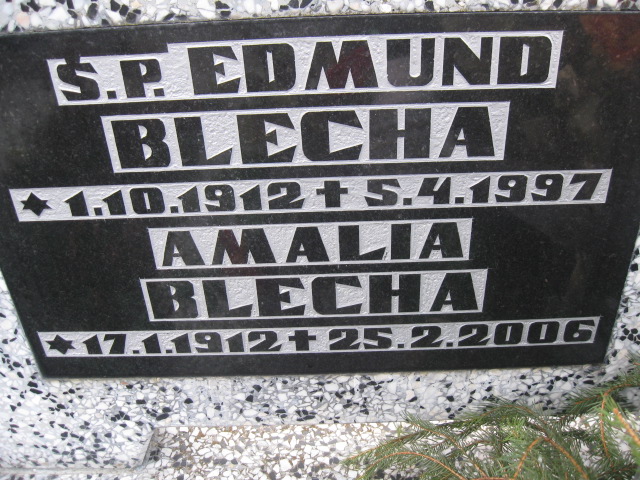 Ś.P. EDMUND
BLECHA
* 1.10.1912 † 5.4.1997
AMALIA
BLECHA
* 17.1.1912 † 25.2.2006